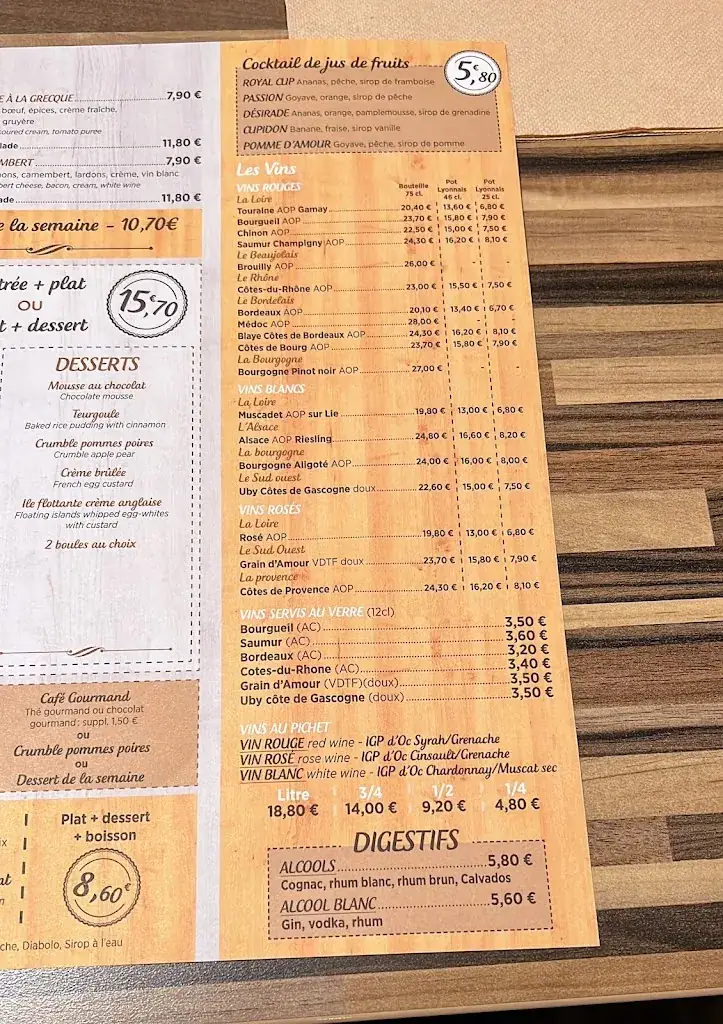 E À LA GRECQUE 7,90 €
bœuf, épices, crème fraîche,
gruyère
soured cream, tomato purée
lade 11,80 €
MBERT 7,90 €
ons, camembert, lardons, crème, vin blanc
bert cheese, bacon, cream, white wine
ade 11,80 €
e la semaine - 10,70€
trée + plat
OU
t + dessert
15,€70
DESSERTS
Mousse au chocolat
Chocolate mousse
Teurgoule
Baked rice pudding with cinnamon
Crumble pommes poires
Crumble apple pear
Crème brûlée
French egg custard
Ile flottante crème anglaise
Floating islands whipped egg-whites
with custard
2 boules au choix
Café Gourmand
Thé gourmand ou chocolat
gourmand : suppl. 1,50 €
ou
Crumble pommes poires
ou
Dessert de la semaine
Plat + dessert
+ boisson
8,60€
ix
at
n
che, Diabolo, Sirop à l'eau
Cocktail de jus de fruits
5,€80
ROYAL CUP Ananas, pêche, sirop de framboise
PASSION Goyave, orange, sirop de pêche
DÉSIRADE Ananas, orange, pamplemousse, sirop de grenadine
CUPIDON Banane, fraise, sirop vanille
POMME D'AMOUR Goyave, pêche, sirop de pomme
Les Vins
VINS ROUGES Bouteille 75 cl. Pot Lyonnais 46 cl. Pot Lyonnais 25 cl.
La Loire
Touraine AOP Gamay 20,40 € 13,60 € 6,80 €
Bourgueil AOP 23,70 € 15,80 € 7,90 €
Chinon AOP 22,50 € 15,00 € 7,50 €
Saumur Champigny AOP 24,30 € 16,20 € 8,10 €
Le Beaujolais
Brouilly AOP 26,00 € - -
Le Rhône
Côtes-du-Rhône AOP 23,00 € 15,50 € 7,50 €
Le Bordelais
Bordeaux AOP 20,10 € 13,40 € 6,70 €
Médoc AOP 28,00 € - -
Blaye Côtes de Bordeaux AOP 24,30 € 16,20 € 8,10 €
Côtes de Bourg AOP 23,70 € 15,80 € 7,90 €
La Bourgogne
Bourgogne Pinot noir AOP 27,00 € - -
VINS BLANCS
La Loire
Muscadet AOP sur Lie 19,80 € 13,00 € 6,80 €
L'Alsace
Alsace AOP Riesling 24,80 € 16,60 € 8,20 €
La bourgogne
Bourgogne Aligoté AOP 24,00 € 16,00 € 8,00 €
Le Sud ouest
Uby Côtes de Gascogne doux 22,60 € 15,00 € 7,50 €
VINS ROSÉS
La Loire
Rosé AOP 19,80 € 13,00 € 6,80 €
Le Sud Ouest
Grain d'Amour VDTF doux 23,70 € 15,80 € 7,90 €
La provence
Côtes de Provence AOP 24,30 € 16,20 € 8,10 €
VINS SERVIS AU VERRE (12cl)
Bourgueil (AC) 3,50 €
Saumur (AC) 3,60 €
Bordeaux (AC) 3,20 €
Cotes-du-Rhone (AC) 3,40 €
Grain d'Amour (VDTF)(doux) 3,50 €
Uby côte de Gascogne (doux) 3,50 €
VINS AU PICHET
VIN ROUGE red wine - IGP d'Oc Syrah/Grenache
VIN ROSÉ rose wine - IGP d'Oc Cinsault/Grenache
VIN BLANC white wine - IGP d'Oc Chardonnay/Muscat sec
Litre 3/4 1/2 1/4
18,80 € 14,00 € 9,20 € 4,80 €
DIGESTIFS
ALCOOLS 5,80 €
Cognac, rhum blanc, rhum brun, Calvados
ALCOOL BLANC 5,60 €
Gin, vodka, rhum